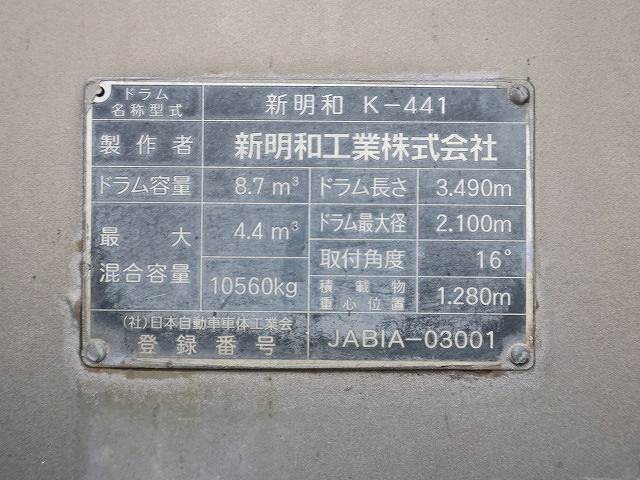 ドラム
名称型式
新明和 K-441
製作者
新明和工業株式会社
ドラム容量 8.7 m³ ドラム長さ 3.490m
最大
混合容量
4.4 m³
ドラム最大径 2.100m
10560kg
取付角度 16°
積載物
重心位置
1.280m
(社)日本自動車車体工業会
登録番号
JABIA-03001